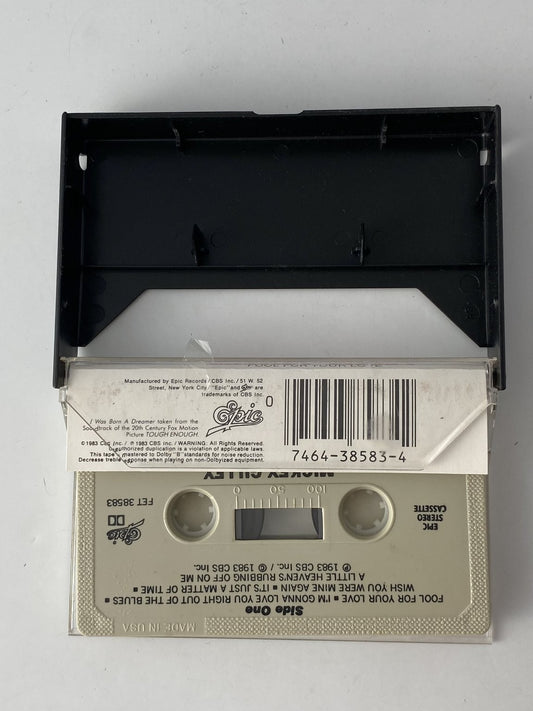 Manufactured by Epic Records/CBS Inc./51 W. 52
Street, New York City/"Epic" and are
trademarks of CBS Inc.
0
Epic
I Was Born A Dreamer taken from the
Soundtrack of the 20th Century Fox Motion
Picture TOUGH ENOUGH.
©1983 CBS Inc./℗ 1983 CBS Inc./WARNING: All Rights Reserved.
Unauthorized duplication is a violation of applicable laws.
This tape mastered to Dolby "B" standards for noise reduction.
Decrease treble response when playing on non-Dolbyized equipment.
7464-38583-4
MICKEY GILLEY
Side One
FOOL FOR YOUR LOVE ▪ I'M GONNA LOVE YOU RIGHT OUT OF THE BLUES ▪
WISH YOU WERE MINE AGAIN ▪ IT'S JUST A MATTER OF TIME ▪
A LITTLE HEAVEN'S RUBBING OFF ON ME
℗ 1983 CBS Inc./© 1983 CBS Inc.
EPIC
STEREO
CASSETTE
100 50 0
Epic
FET 38583
MADE IN USA